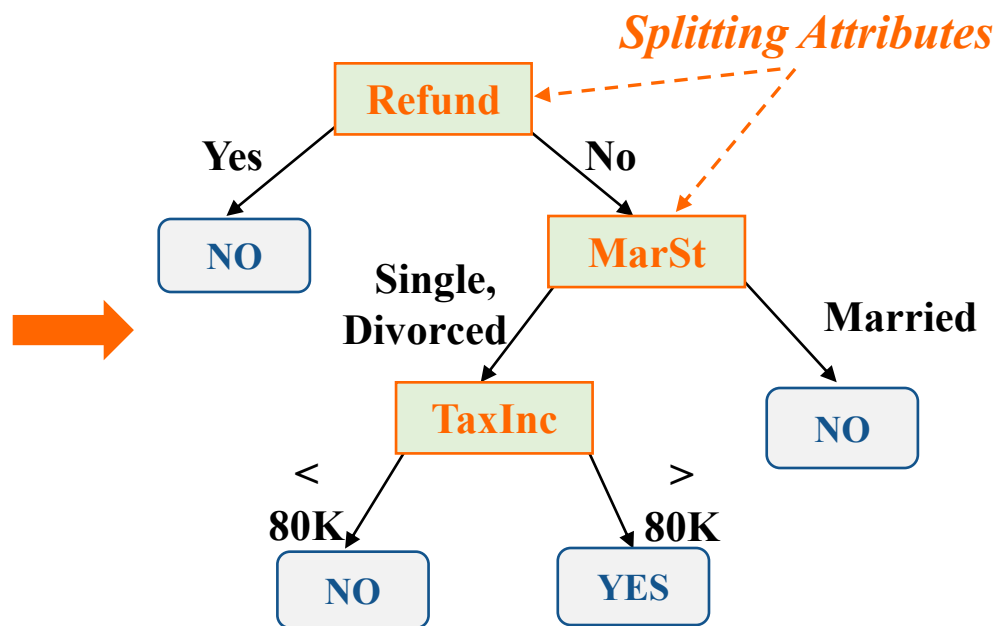 Splitting Attributes
Refund
Yes
No
NO
MarSt
Single,
Divorced
Married
TaxInc
NO
<
80K
>
80K
NO
YES